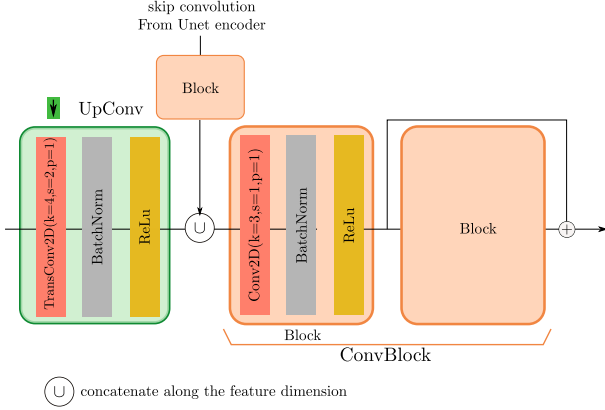 skip convolution
From Unet encoder
Block
UpConv
TransConv2D(k=4,s=2,p=1)
BatchNorm
ReLu
∪
Conv2D(k=3,s=1,p=1)
BatchNorm
ReLu
Block
+
Block
ConvBlock
∪ concatenate along the feature dimension